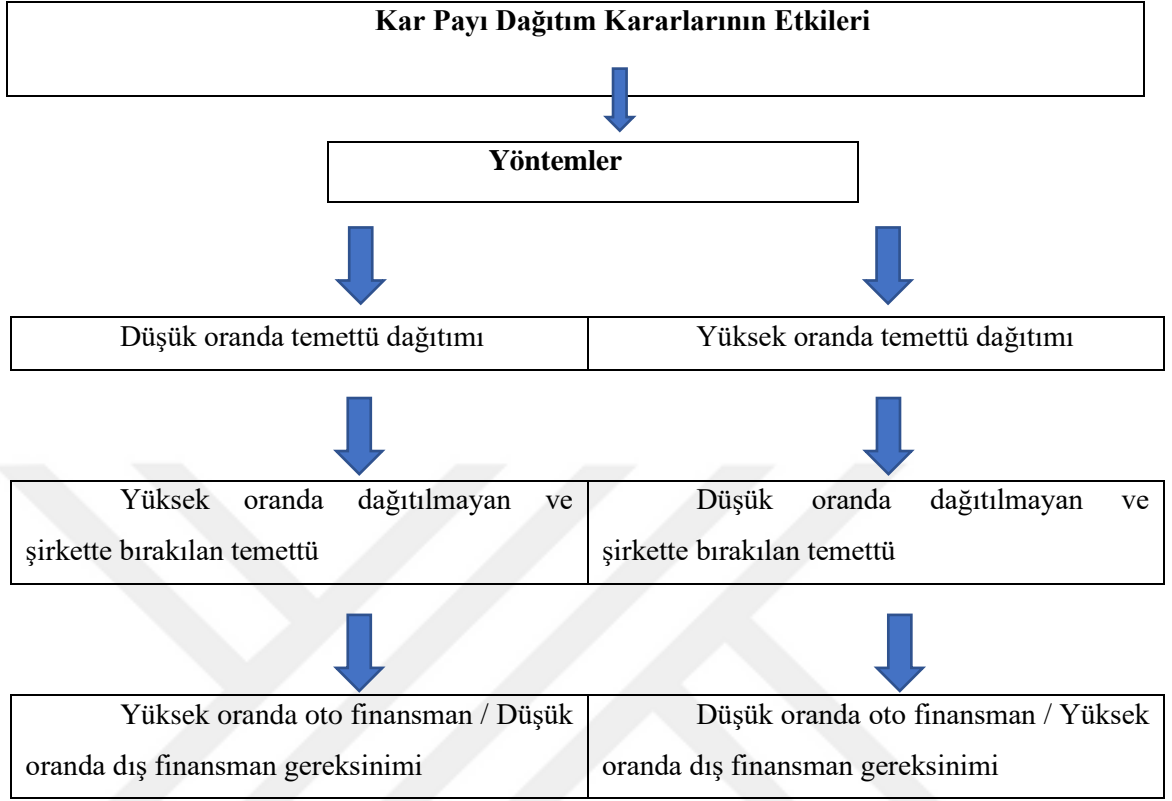 Kar Payı Dağıtım Kararlarının Etkileri
Yöntemler
Düşük oranda temettü dağıtımı
Yüksek oranda temettü dağıtımı
Yüksek oranda dağıtılmayan ve
şirkette bırakılan temettü
Düşük oranda dağıtılmayan ve
şirkette bırakılan temettü
Yüksek oranda oto finansman / Düşük
oranda dış finansman gereksinimi
Düşük oranda oto finansman / Yüksek
oranda dış finansman gereksinimi